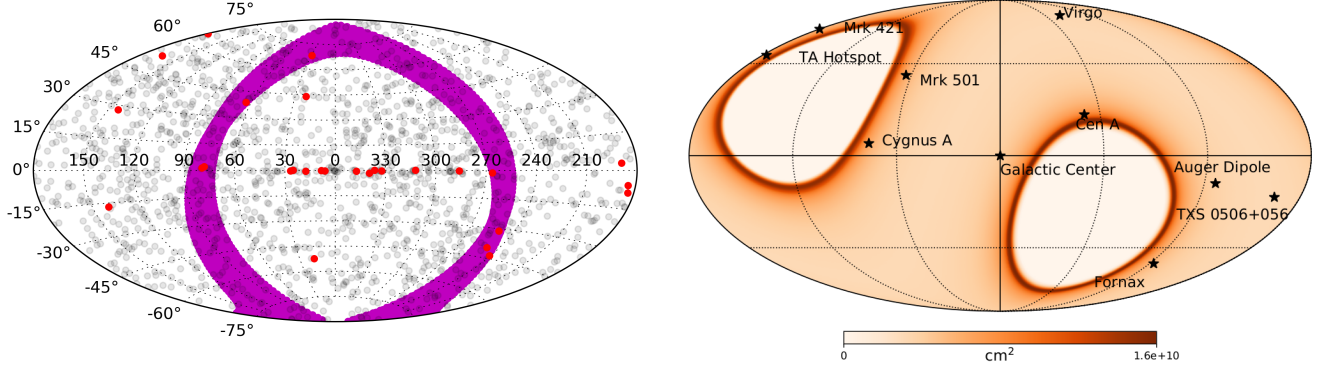 75°
60°
45°
30°
15°
0°
-15°
-30°
-45°
-60°
-75°
150 120 90 60 30 0 330 300 270 240 210
Virgo
Mrk 421
TA Hotspot
Mrk 501
Cen A
Cygnus A
Galactic Center
Auger Dipole
TXS 0506+056
Fornax
0
1.6e+10
cm²